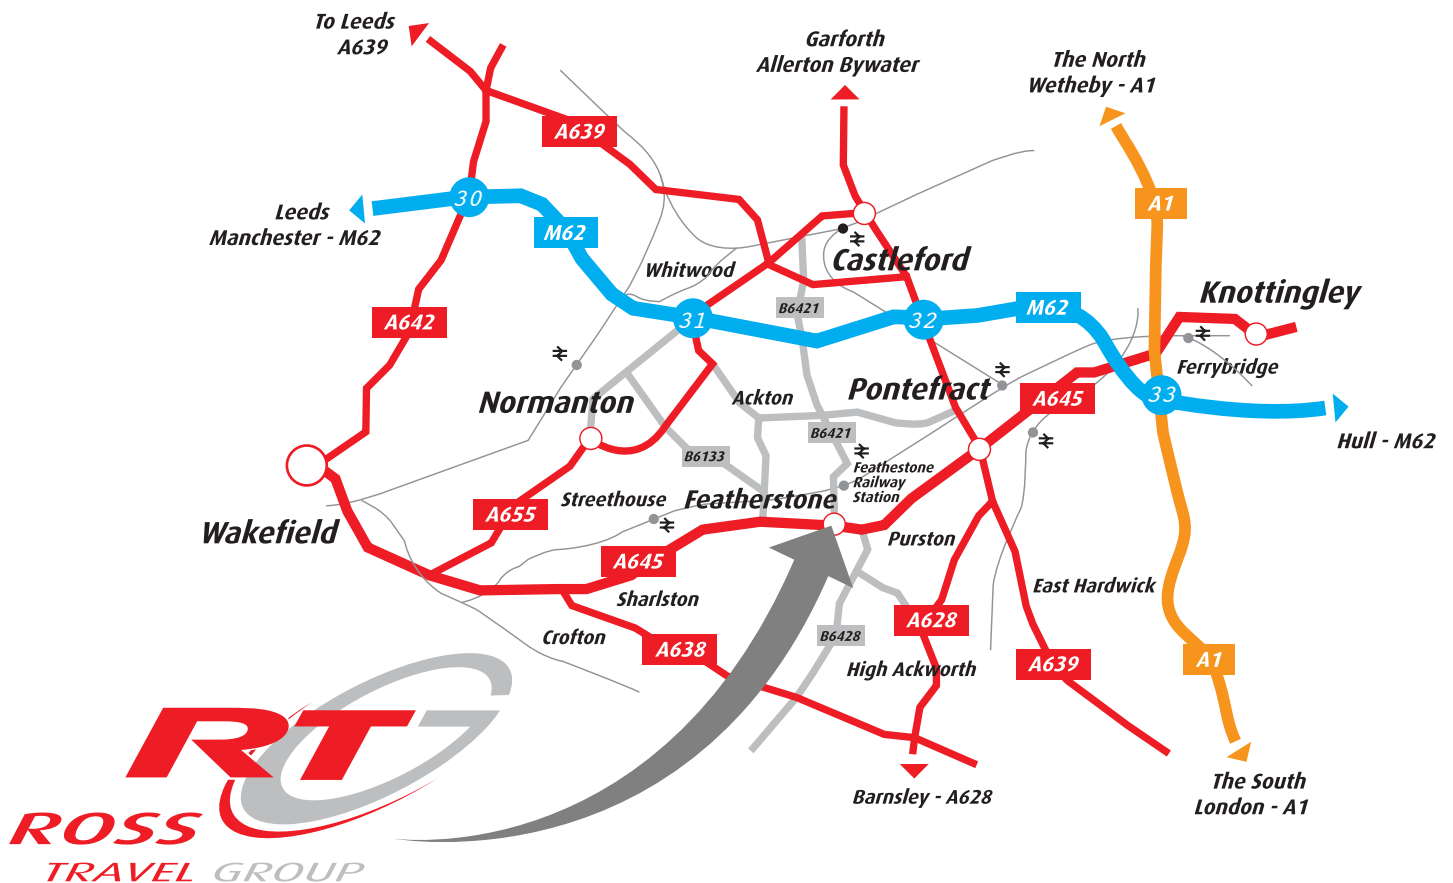 To Leeds
A639
Garforth
Allerton Bywater
The North
Wetheby - A1
A639
30
Leeds
Manchester - M62
M62
A1
Castleford
Whitwood
Knottingley
B6421
M62
A642
31
32
Ferrybridge
Normanton
Ackton
Pontefract
A645
33
B6421
Hull - M62
B6133
Feathestone
Railway
Station
Streethouse
Featherstone
A655
Wakefield
Purston
A645
East Hardwick
Sharlston
A628
Crofton
B6428
A638
High Ackworth
A639
A1
RTG
The South
London - A1
Barnsley - A628
ROSS
TRAVEL GROUP